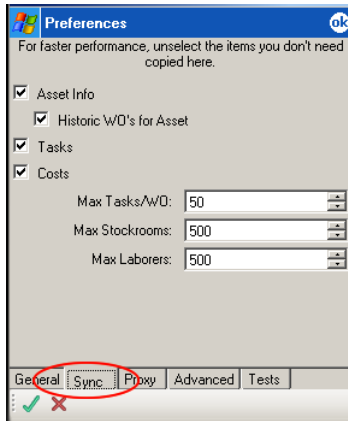 Preferences ok
For faster performance, unselect the items you don't need
copied here.
Asset Info
Historic WO's for Asset
Tasks
Costs
Max Tasks/WO: 50
Max Stockrooms: 500
Max Laborers: 500
General Sync Proxy Advanced Tests